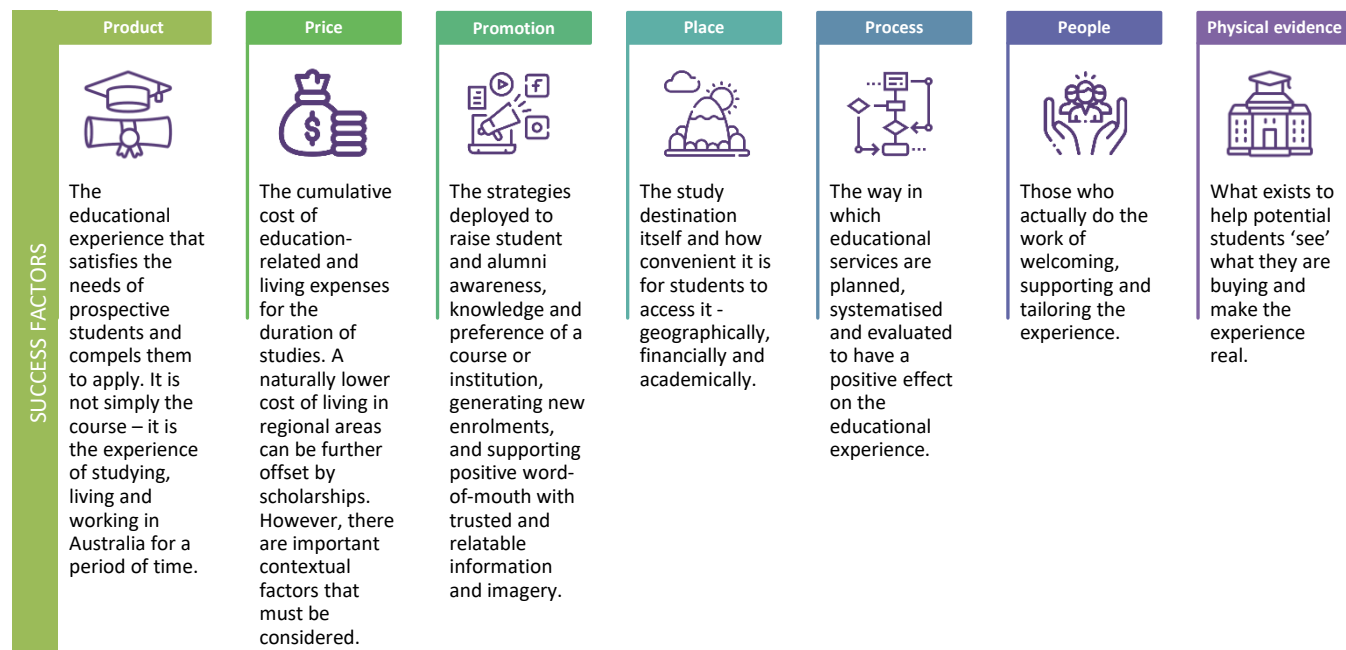 SUCCESS FACTORS
Product
The
educational
experience that
satisfies the
needs of
prospective
students and
compels them
to apply. It is
not simply the
course – it is
the experience
of studying,
living and
working in
Australia for a
period of time.
Price
$
The cumulative
cost of
education-
related and
living expenses
for the
duration of
studies. A
naturally lower
cost of living in
regional areas
can be further
offset by
scholarships.
However, there
are important
contextual
factors that
must be
considered.
Promotion
f
The strategies
deployed to
raise student
and alumni
awareness,
knowledge and
preference of a
course or
institution,
generating new
enrolments,
and supporting
positive word-
of-mouth with
trusted and
relatable
information
and imagery.
Place
The study
destination
itself and how
convenient it is
for students to
access it -
geographically,
financially and
academically.
Process
The way in
which
educational
services are
planned,
systematised
and evaluated
to have a
positive effect
on the
educational
experience.
People
Those who
actually do the
work of
welcoming,
supporting and
tailoring the
experience.
Physical evidence
What exists to
help potential
students ‘see’
what they are
buying and
make the
experience
real.